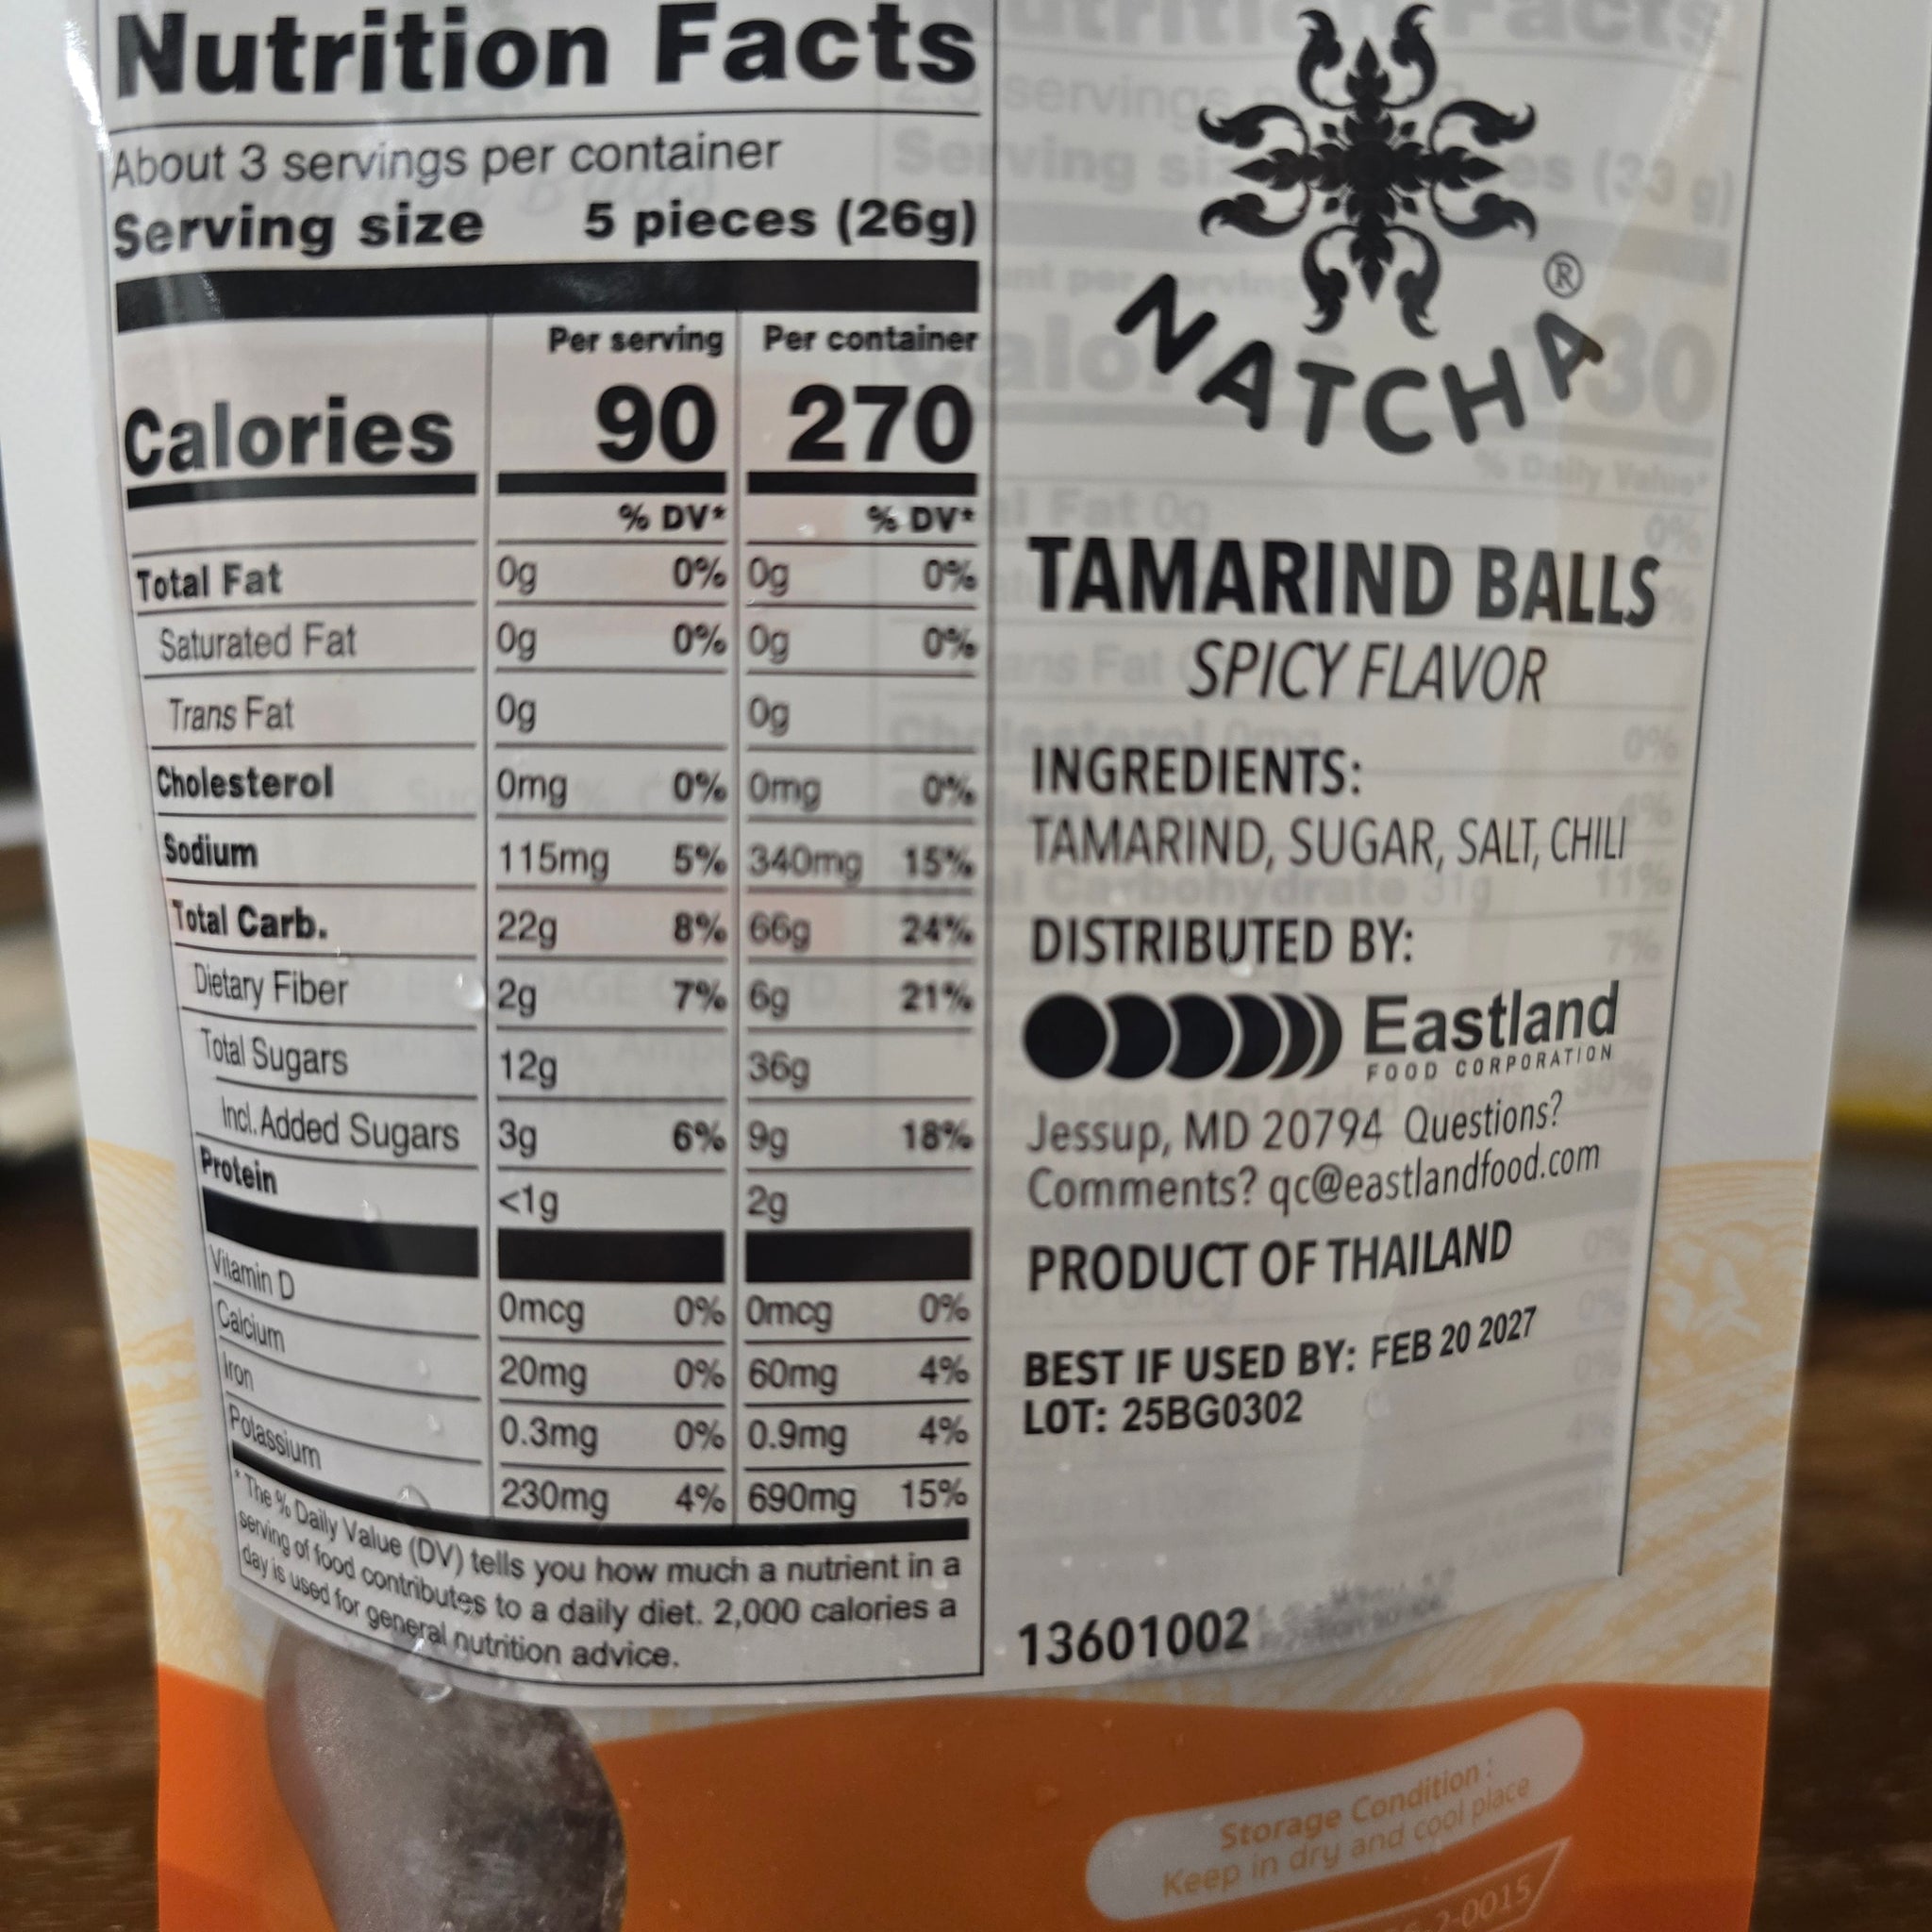 Nutrition Facts
About 3 servings per container
Serving size 5 pieces (26g)
Per serving Per container
Calories 90 270
% DV* % DV*
Total Fat 0g 0% 0g 0%
Saturated Fat 0g 0% 0g 0%
Trans Fat 0g 0g
Cholesterol 0mg 0% 0mg 0%
Sodium 115mg 5% 340mg 15%
Total Carb. 22g 8% 66g 24%
Dietary Fiber 2g 7% 6g 21%
Total Sugars 12g 36g
Incl. Added Sugars 3g 6% 9g 18%
Protein <1g 2g
Vitamin D 0mcg 0% 0mcg 0%
Calcium 20mg 0% 60mg 4%
Iron 0.3mg 0% 0.9mg 4%
Potassium 230mg 4% 690mg 15%
* The % Daily Value (DV) tells you how much a nutrient in a
serving of food contributes to a daily diet. 2,000 calories a
day is used for general nutrition advice.
NATCHA®
TAMARIND BALLS
SPICY FLAVOR
INGREDIENTS:
TAMARIND, SUGAR, SALT, CHILI
DISTRIBUTED BY:
Eastland
FOOD CORPORATION
Jessup, MD 20794 Questions?
Comments? qc@eastlandfood.com
PRODUCT OF THAILAND
BEST IF USED BY: FEB 20 2027
LOT: 25BG0302
13601002
Storage Condition :
Keep in dry and cool place
2-0015